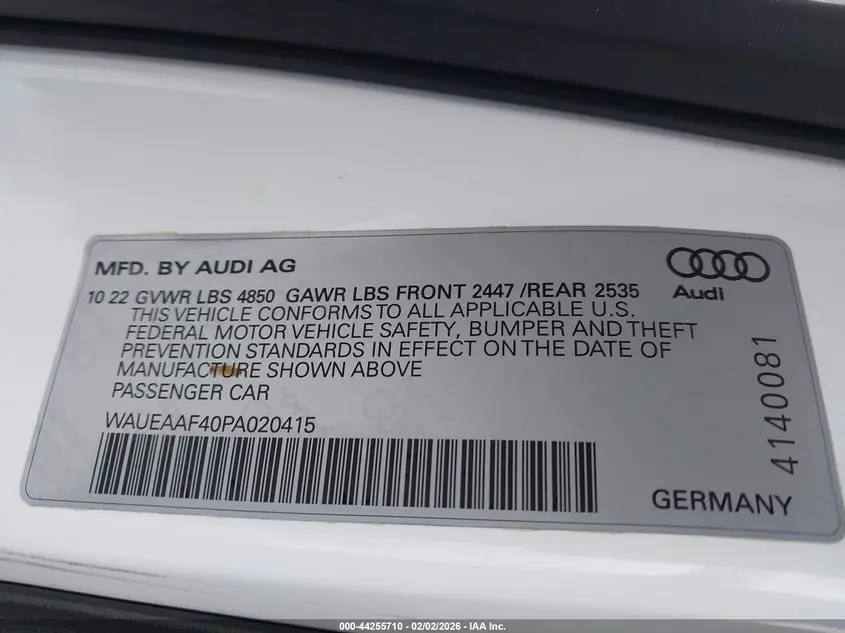 MFD. BY AUDI AG
10 22 GVWR LBS 4850 GAWR LBS FRONT 2447 /REAR 2535
THIS VEHICLE CONFORMS TO ALL APPLICABLE U.S.
FEDERAL MOTOR VEHICLE SAFETY, BUMPER AND THEFT
PREVENTION STANDARDS IN EFFECT ON THE DATE OF
MANUFACTURE SHOWN ABOVE
PASSENGER CAR
WAUEAAF40PA020415
Audi
4140081
GERMANY
000-44255710 - 02/02/2026 - IAA Inc.